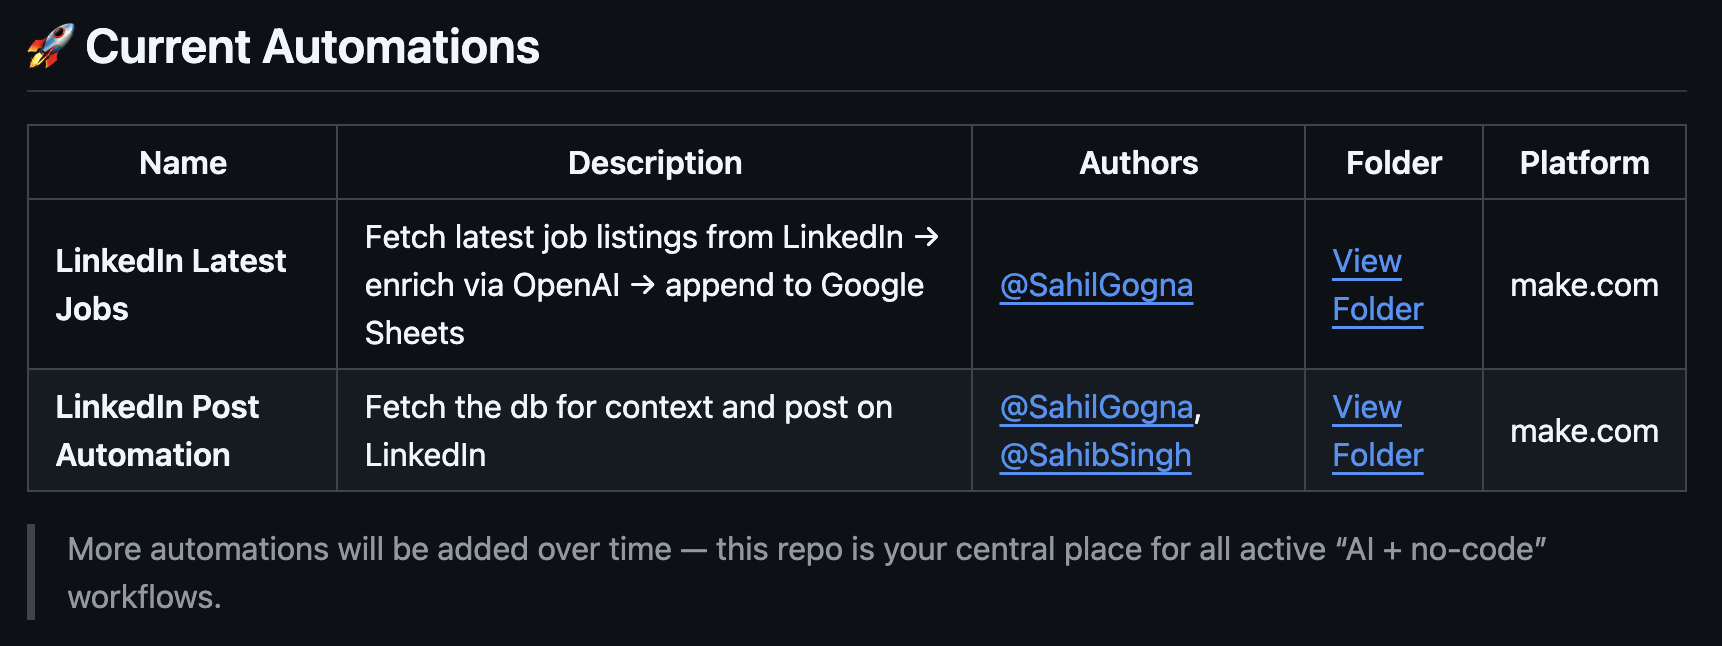 🚀 Current Automations
Name
Description
Authors
Folder
Platform
LinkedIn Latest
Jobs
Fetch latest job listings from LinkedIn →
enrich via OpenAI → append to Google
Sheets
@SahilGogna
View
Folder
make.com
LinkedIn Post
Automation
Fetch the db for context and post on
LinkedIn
@SahilGogna,
@SahibSingh
View
Folder
make.com
More automations will be added over time — this repo is your central place for all active “AI + no-code”
workflows.